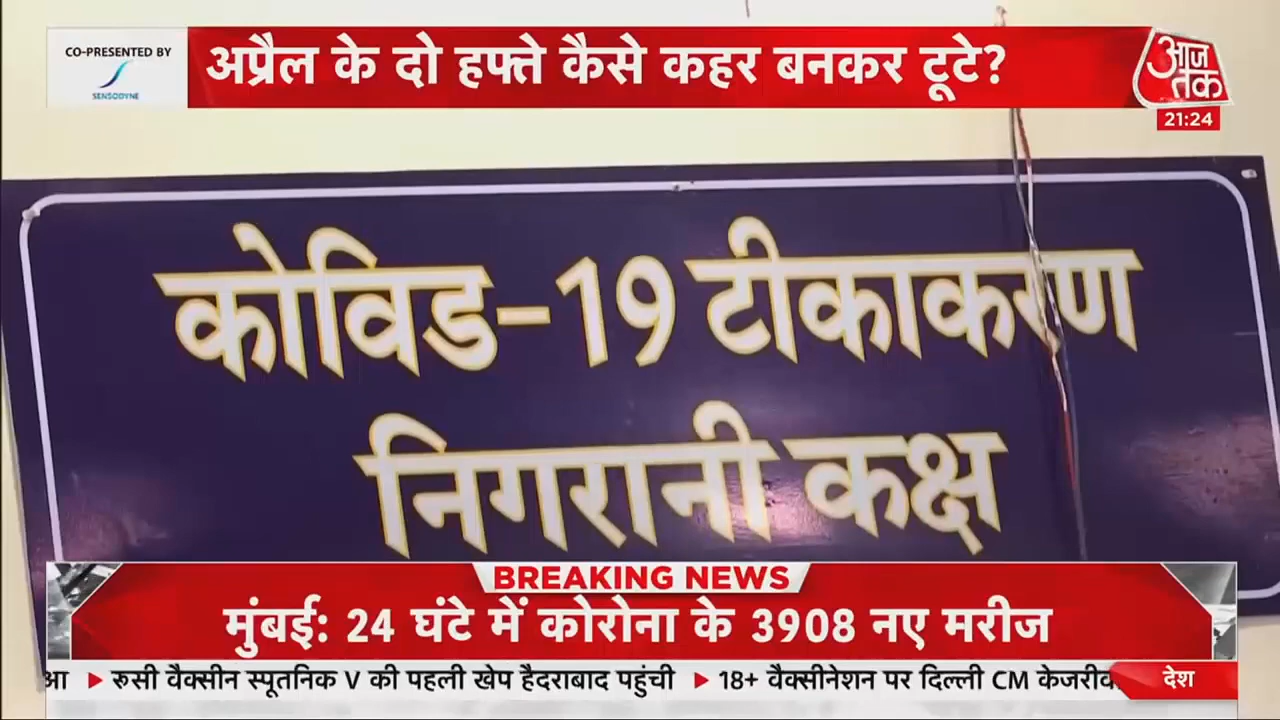 CO-PRESENTED BY
SENSODYNE
अप्रैल के दो हफ्ते कैसे कहर बनकर टूटे?
आज तक
21:24
कोविड-19 टीकाकरण
निगरानी कक्ष
BREAKING NEWS
मुंबई: 24 घंटे में कोरोना के 3908 नए मरीज
रूसी वैक्सीन स्पूतनिक V की पहली खेप हैदराबाद पहुंची ▶ 18+ वैक्सीनेशन पर दिल्ली CM
देश